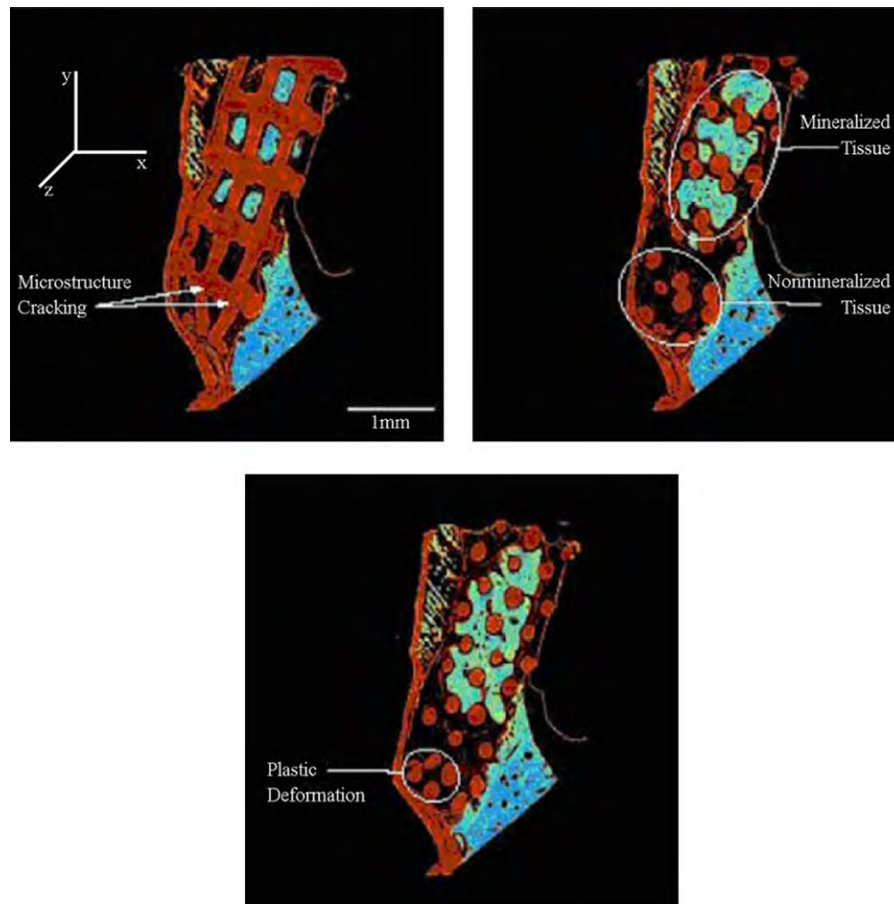 y
x
z
Microstructure
Cracking
1mm
Mineralized
Tissue
Nonmineralized
Tissue
Plastic
Deformation